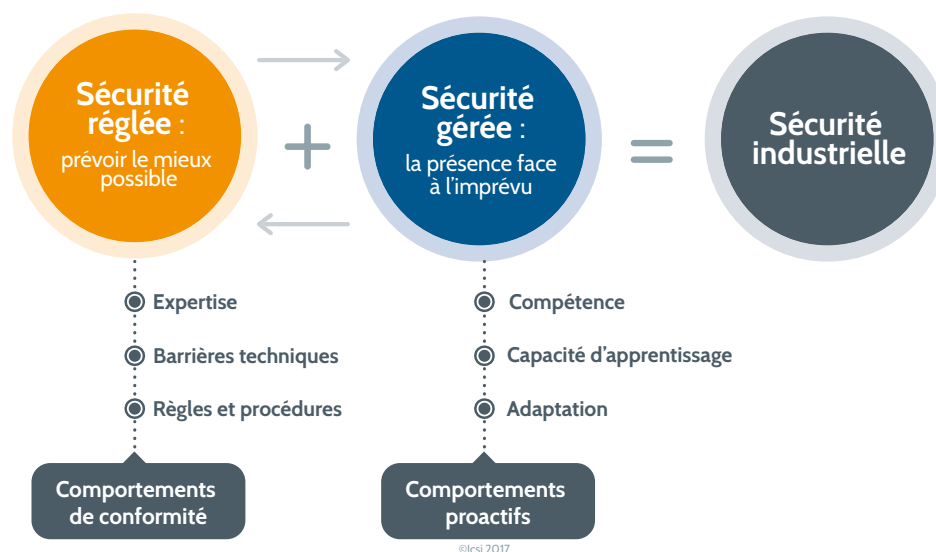 Sécurité
réglée :
prévoir le mieux
possible
+
Sécurité
gérée :
la présence face
à l’imprévu
=
Sécurité
industrielle
Expertise
Barrières techniques
Règles et procédures
Comportements
de conformité
Compétence
Capacité d’apprentissage
Adaptation
Comportements
proactifs
©Icsi 2017